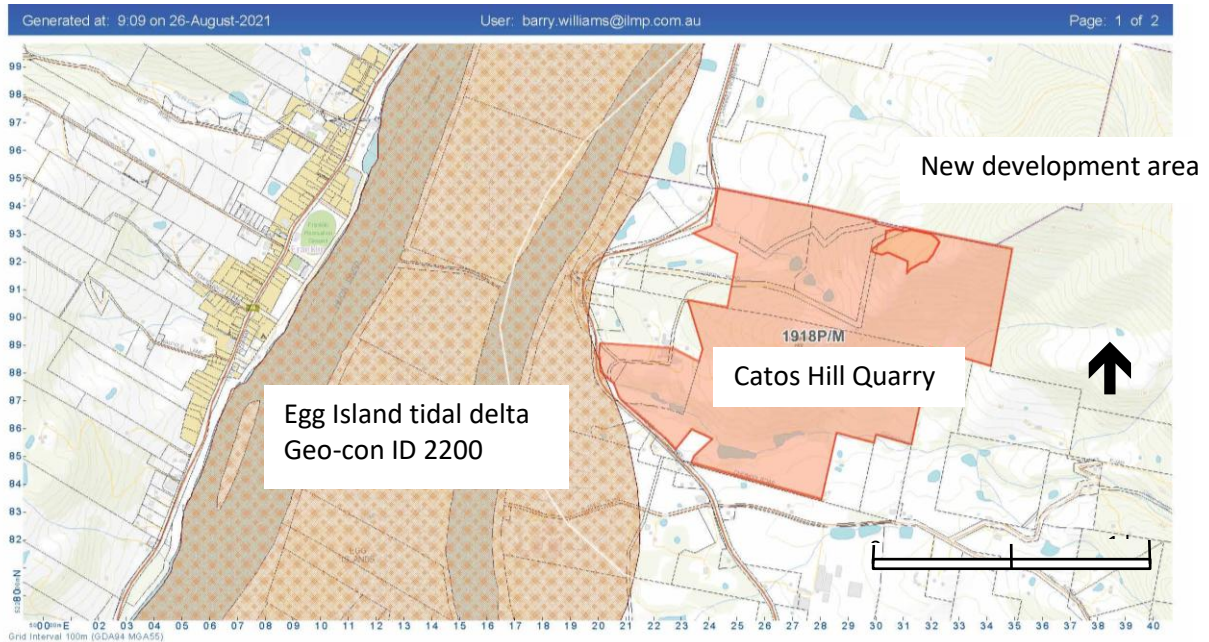 Generated at: 9:09 on 26-August-2021 User: barry.williams@ilmp.com.au Page: 1 of 2
99
98
97
96
95
94
93
92
91
90
89
88
87
86
85
84
83
82
New development area
1918P/M
Catos Hill Quarry
Egg Island tidal delta
Geo-con ID 2200
EGG
ISLANDS
02 03 04 05 06 07 08 09 10 11 12 13 14 15 16 17 18 19 20 21 22 23 24 25 26 27 28 29 30 31 32 33 34 35 36 37 38 39 40
Grid Interval 100m (GDA94 MGA55)